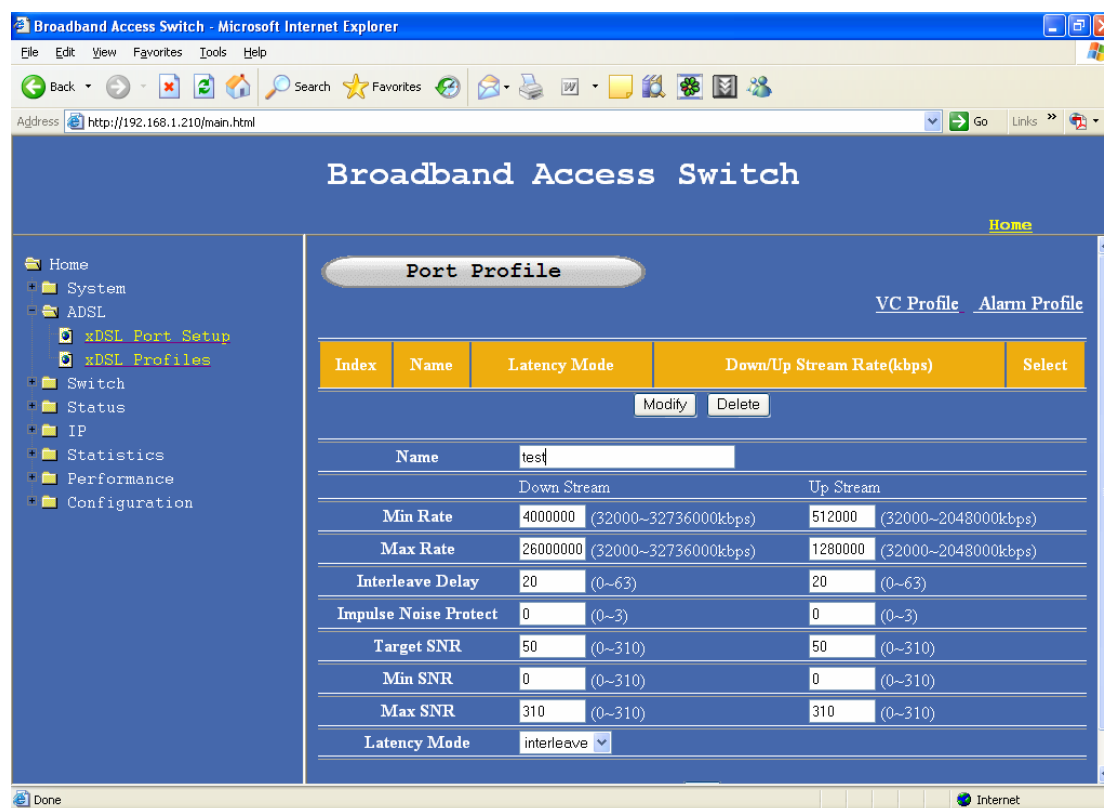 Broadband Access Switch - Microsoft Internet Explorer
File Edit View Favorites Tools Help
Back Search Favorites
Address http://192.168.1.210/main.html Go Links »
Broadband Access Switch
Home
Home
System
ADSL
xDSL Port Setup
xDSL Profiles
Switch
Status
IP
Statistics
Performance
Configuration
Port Profile
VC Profile Alarm Profile
Index Name Latency Mode Down/Up Stream Rate(kbps) Select
Modify Delete
Name test
Down Stream Up Stream
Min Rate 4000000 (32000~32736000kbps) 512000 (32000~2048000kbps)
Max Rate 26000000 (32000~32736000kbps) 1280000 (32000~2048000kbps)
Interleave Delay 20 (0~63) 20 (0~63)
Impulse Noise Protect 0 (0~3) 0 (0~3)
Target SNR 50 (0~310) 50 (0~310)
Min SNR 0 (0~310) 0 (0~310)
Max SNR 310 (0~310) 310 (0~310)
Latency Mode interleave
Done Internet